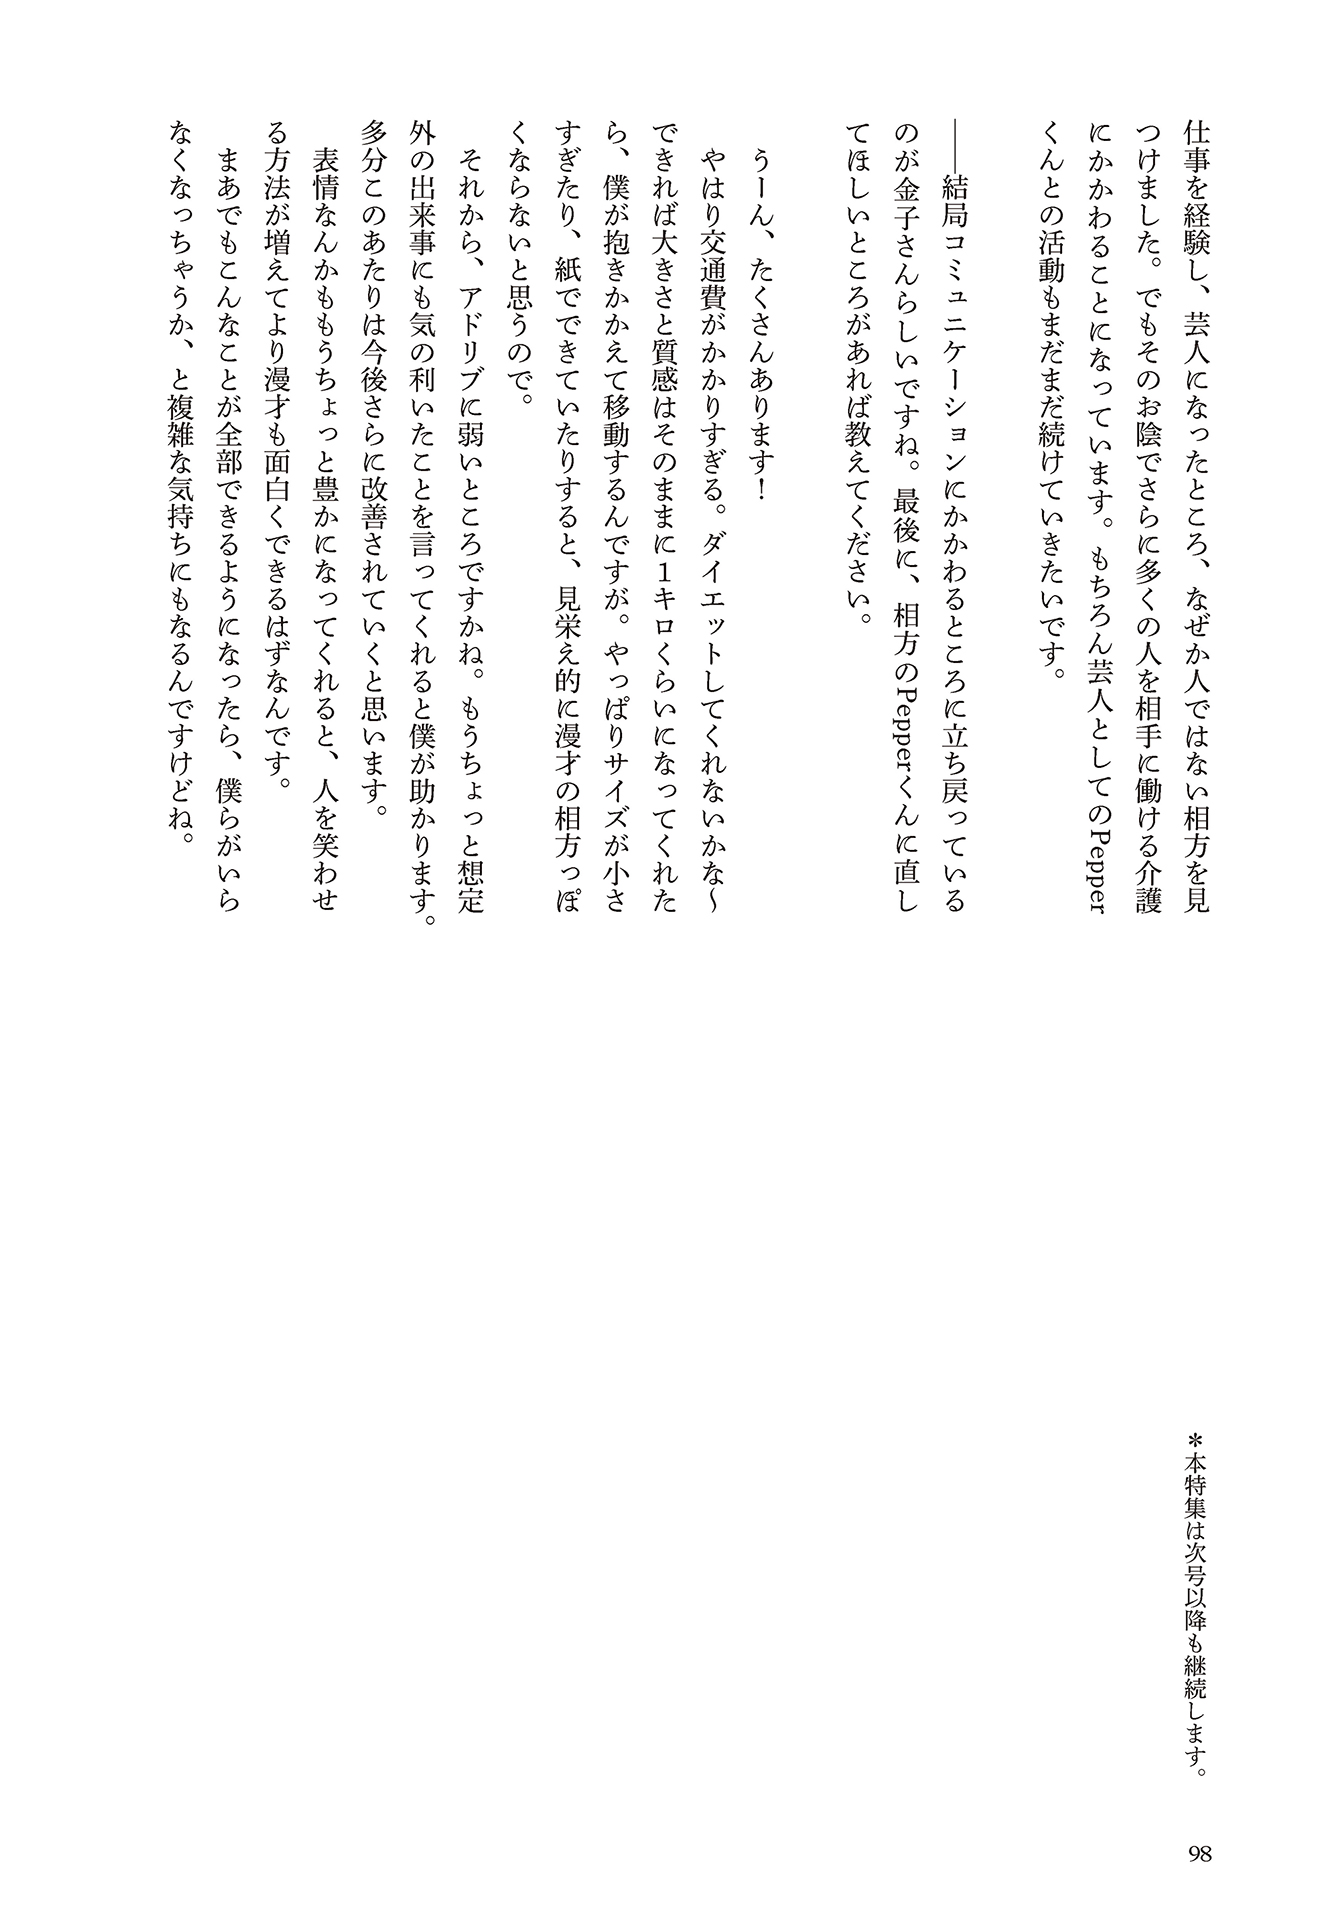 仕事を経験し、芸人になったところ、なぜか人ではない相方を見
つけました。でもそのお陰でさらに多くの人を相手に働ける介護
にかかわることになっています。もちろん芸人としてのPepper
くんとの活動もまだまだ続けていきたいです。
――結局コミュニケーションにかかわるところに立ち戻っている
のが金子さんらしいですね。最後に、相方のPepperくんに直し
てほしいところがあれば教えてください。
うーん、たくさんあります！
やはり交通費がかかりすぎる。ダイエットしてくれないかな〜
できれば大きさと質感はそのままに１キロくらいになってくれた
ら、僕が抱きかかえて移動するんですが。やっぱりサイズが小さ
すぎたり、紙でできていたりすると、見栄え的に漫才の相方っぽ
くならないと思うので。
それから、アドリブに弱いところですかね。もうちょっと想定
外の出来事にも気の利いたことを言ってくれると僕が助かります。
多分このあたりは今後さらに改善されていくと思います。
表情なんかももうちょっと豊かになってくれると、人を笑わせ
る方法が増えてより漫才も面白くできるはずなんです。
まあでもこんなことが全部できるようになったら、僕らがいら
なくなっちゃうか、と複雑な気持ちにもなるんですけどね。
＊本特集は次号以降も継続します。
98